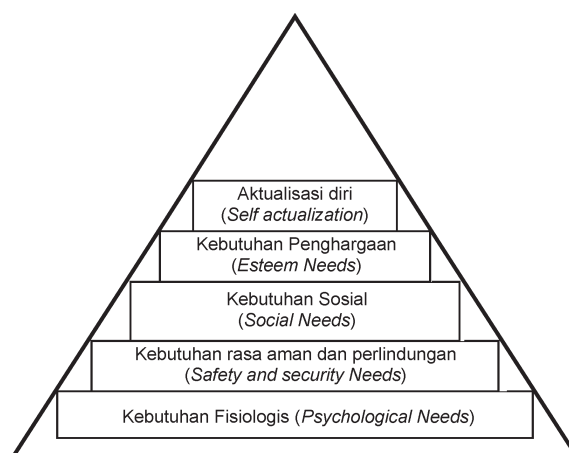 Aktualisasi diri
(Self actualization)
Kebutuhan Penghargaan
(Esteem Needs)
Kebutuhan Sosial
(Social Needs)
Kebutuhan rasa aman dan perlindungan
(Safety and security Needs)
Kebutuhan Fisiologis (Psychological Needs)